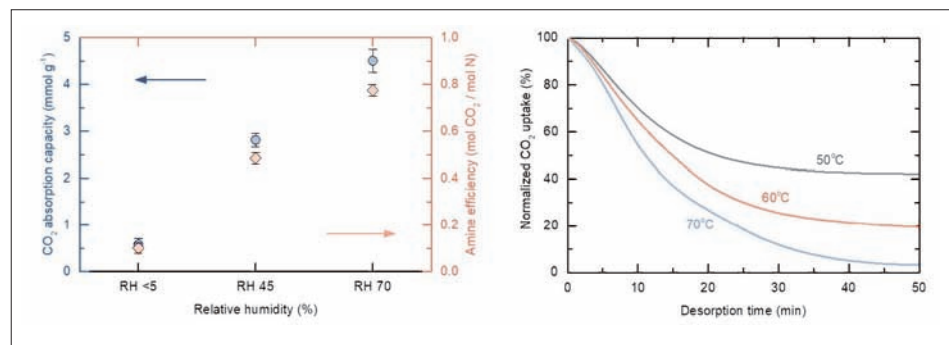 5
4
3
2
1
0
CO₂ absorption capacity (mmol g⁻¹)
1.0
0.8
0.6
0.4
0.2
0.0
Amine efficiency (mol CO₂ / mol N)
RH <5
RH 45
RH 70
Relative humidity (%)
100
80
60
40
20
0
Normalized CO₂ uptake (%)
50°C
60°C
70°C
0
10
20
30
40
50
Desorption time (min)